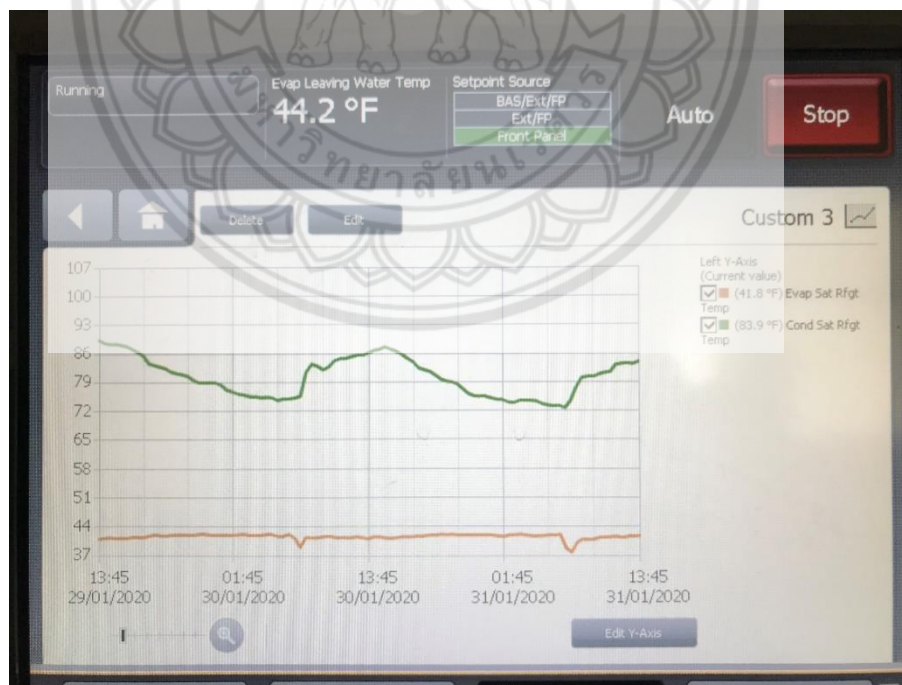 Running
Evap Leaving Water Temp
44.2 °F
Setpoint Source
BAS/Ext/FP
Ext/FP
Front Panel
Auto
Stop
Delete
Edit
Custom 3
Left Y-Axis
(Current value)
(41.8 °F) Evap Sat Rfgt
Temp
(83.9 °F) Cond Sat Rfgt
Temp
107
100
93
86
79
72
65
58
51
44
37
13:45 01:45 13:45 01:45 13:45
29/01/2020 30/01/2020 30/01/2020 31/01/2020 31/01/2020
Edit Y-Axis